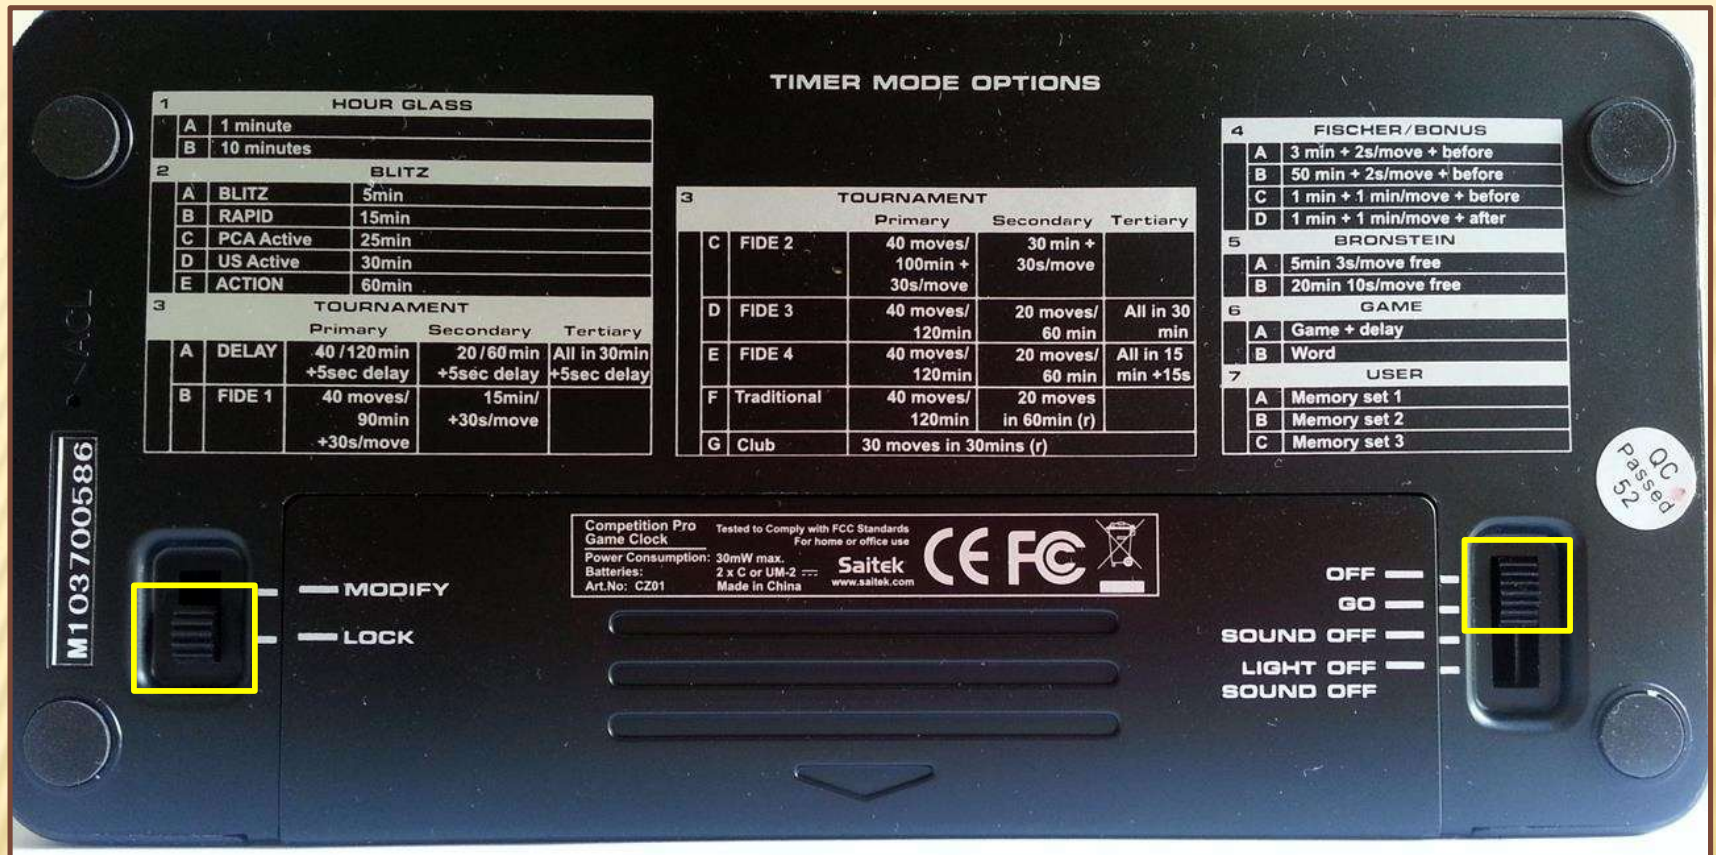 TIMER MODE OPTIONS
1 HOUR GLASS
A 1 minute
B 10 minutes
2 BLITZ
A BLITZ 5min
B RAPID 15min
C PCA Active 25min
D US Active 30min
E ACTION 60min
3 TOURNAMENT
Primary Secondary Tertiary
A DELAY 40/120min 20/60min All in 30min
+5sec delay +5sec delay +5sec delay
B FIDE 1 40 moves/ 15min/
90min +30s/move
+30s/move
3 TOURNAMENT
Primary Secondary Tertiary
C FIDE 2 40 moves/ 30 min +
100min + 30s/move
30s/move
D FIDE 3 40 moves/ 20 moves/ All in 30
120min 60 min min
E FIDE 4 40 moves/ 20 moves/ All in 15
120min 60 min min +15s
F Traditional 40 moves/ 20 moves
120min in 60min (r)
G Club 30 moves in 30mins (r)
4 FISCHER/BONUS
A 3 min + 2s/move + before
B 50 min + 2s/move + before
C 1 min + 1 min/move + before
D 1 min + 1 min/move + after
5 BRONSTEIN
A 5min 3s/move free
B 20min 10s/move free
6 GAME
A Game + delay
B Word
7 USER
A Memory set 1
B Memory set 2
C Memory set 3
ACL
M1037005861
QC
Passed
52
MODIFY
LOCK
Competition Pro
Game Clock
Tested to Comply with FCC Standards
For home or office use
Power Consumption: 30mW max.
Batteries: 2 x C or UM-2
Art.No: CZ01 Made in China
Saitek
www.saitek.com
CE FC
OFF
GO
SOUND OFF
LIGHT OFF
SOUND OFF